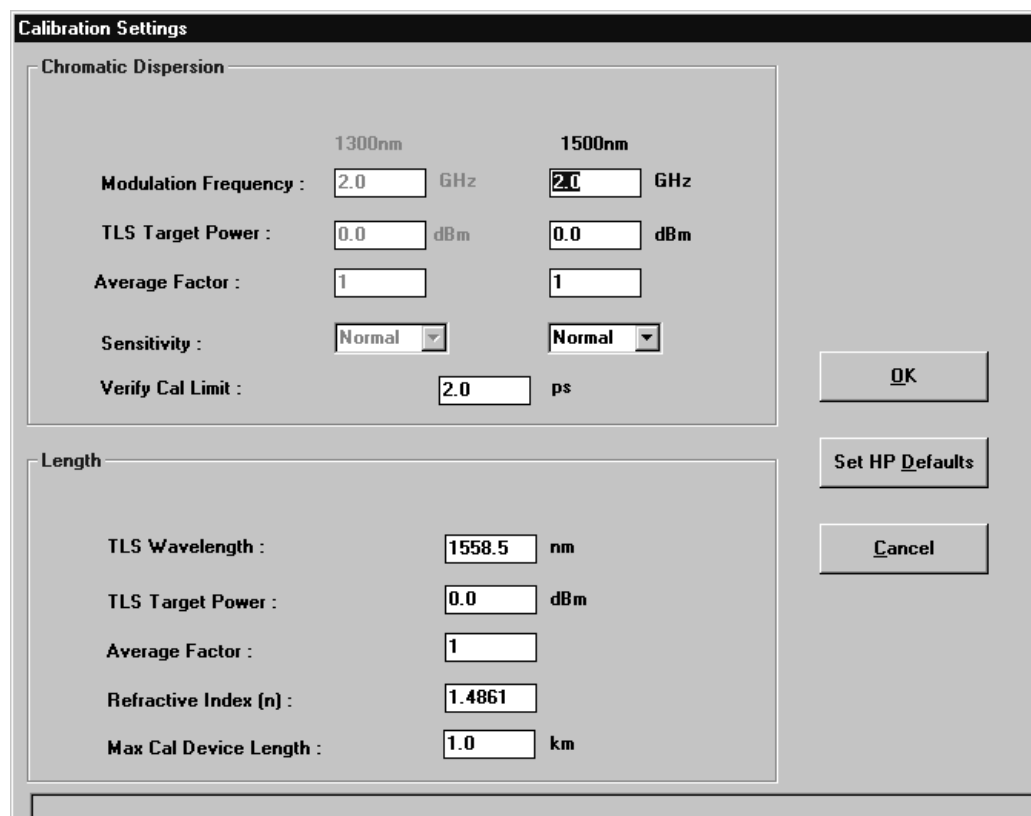 Calibration Settings
Chromatic Dispersion
1300nm 1500nm
Modulation Frequency : 2.0 GHz 2.0 GHz
TLS Target Power : 0.0 dBm 0.0 dBm
Average Factor : 1 1
Sensitivity : Normal Normal
Verify Cal Limit : 2.0 ps
OK
Length
Set HP Defaults
TLS Wavelength : 1558.5 nm
Cancel
TLS Target Power : 0.0 dBm
Average Factor : 1
Refractive Index (n) : 1.4861
Max Cal Device Length : 1.0 km